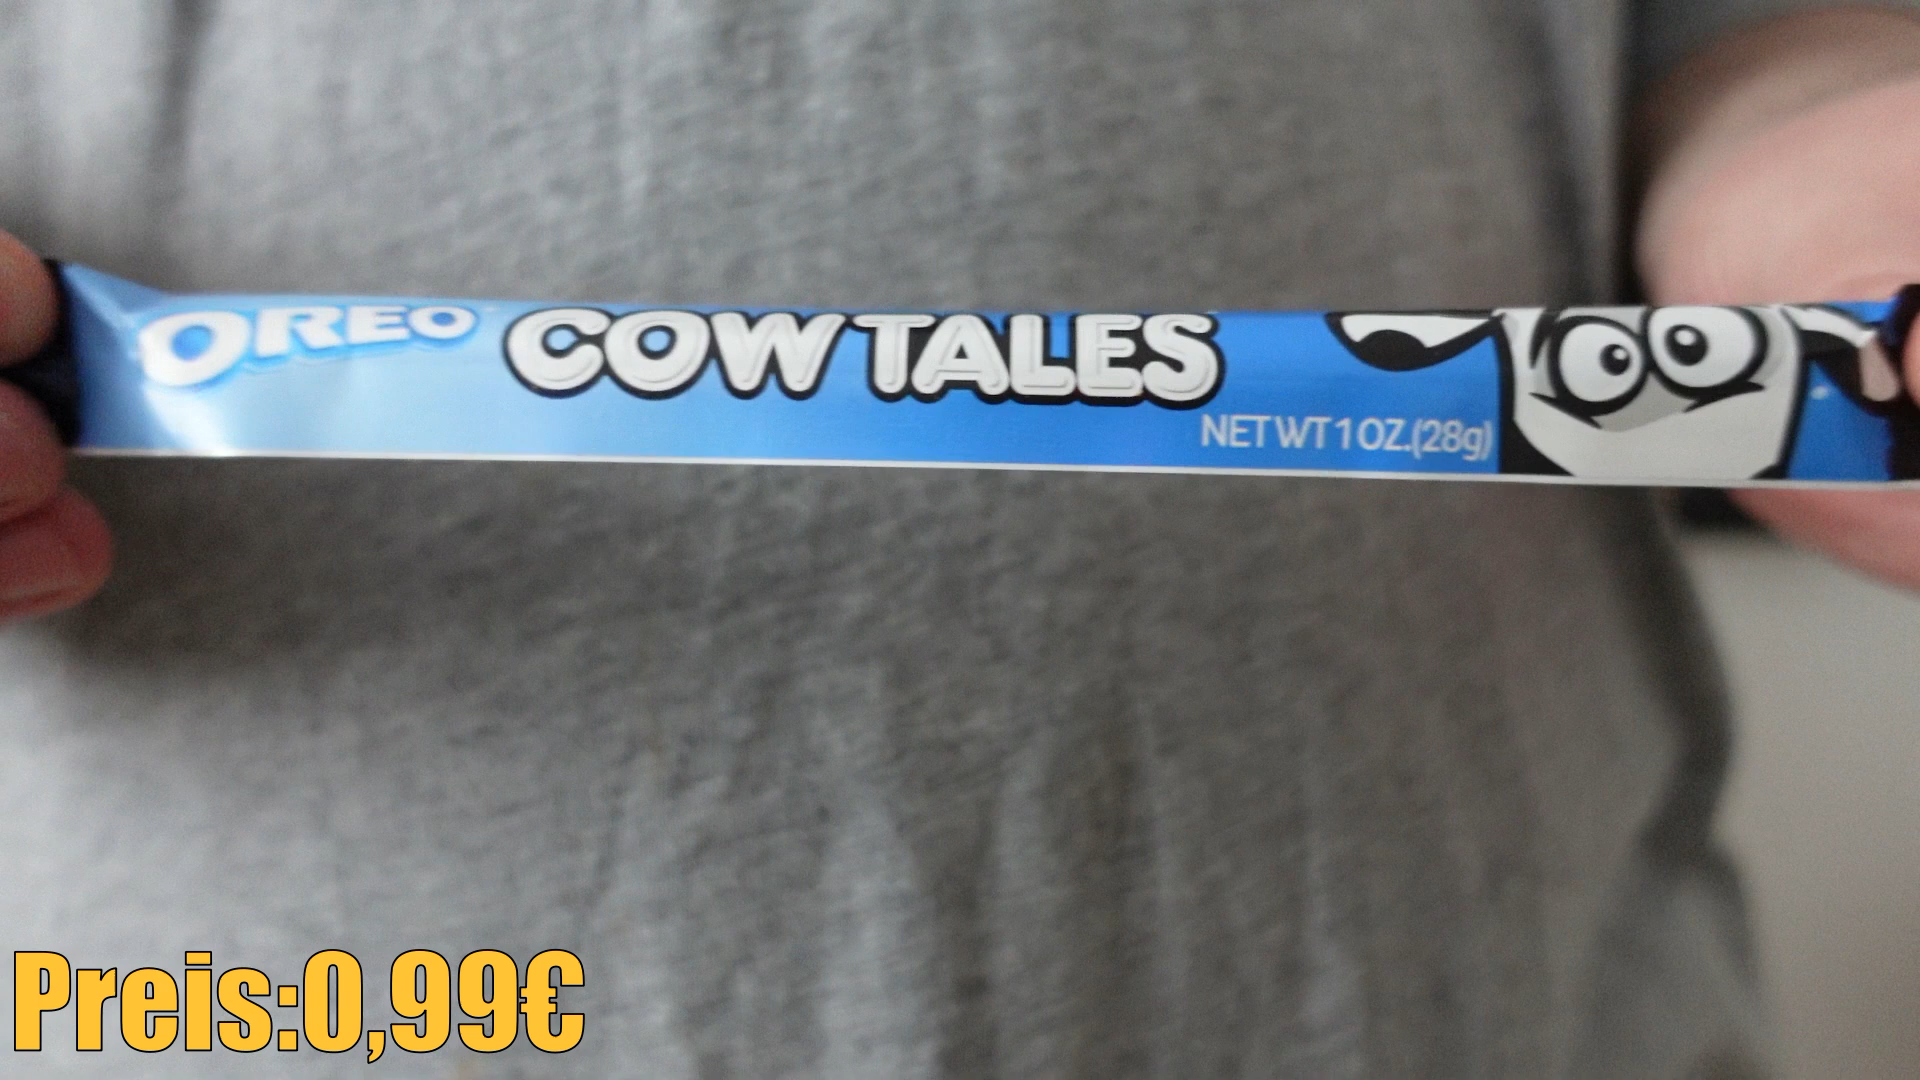 OREO COW TALES
NET WT 1 OZ.(28g)
Preis:0,99€